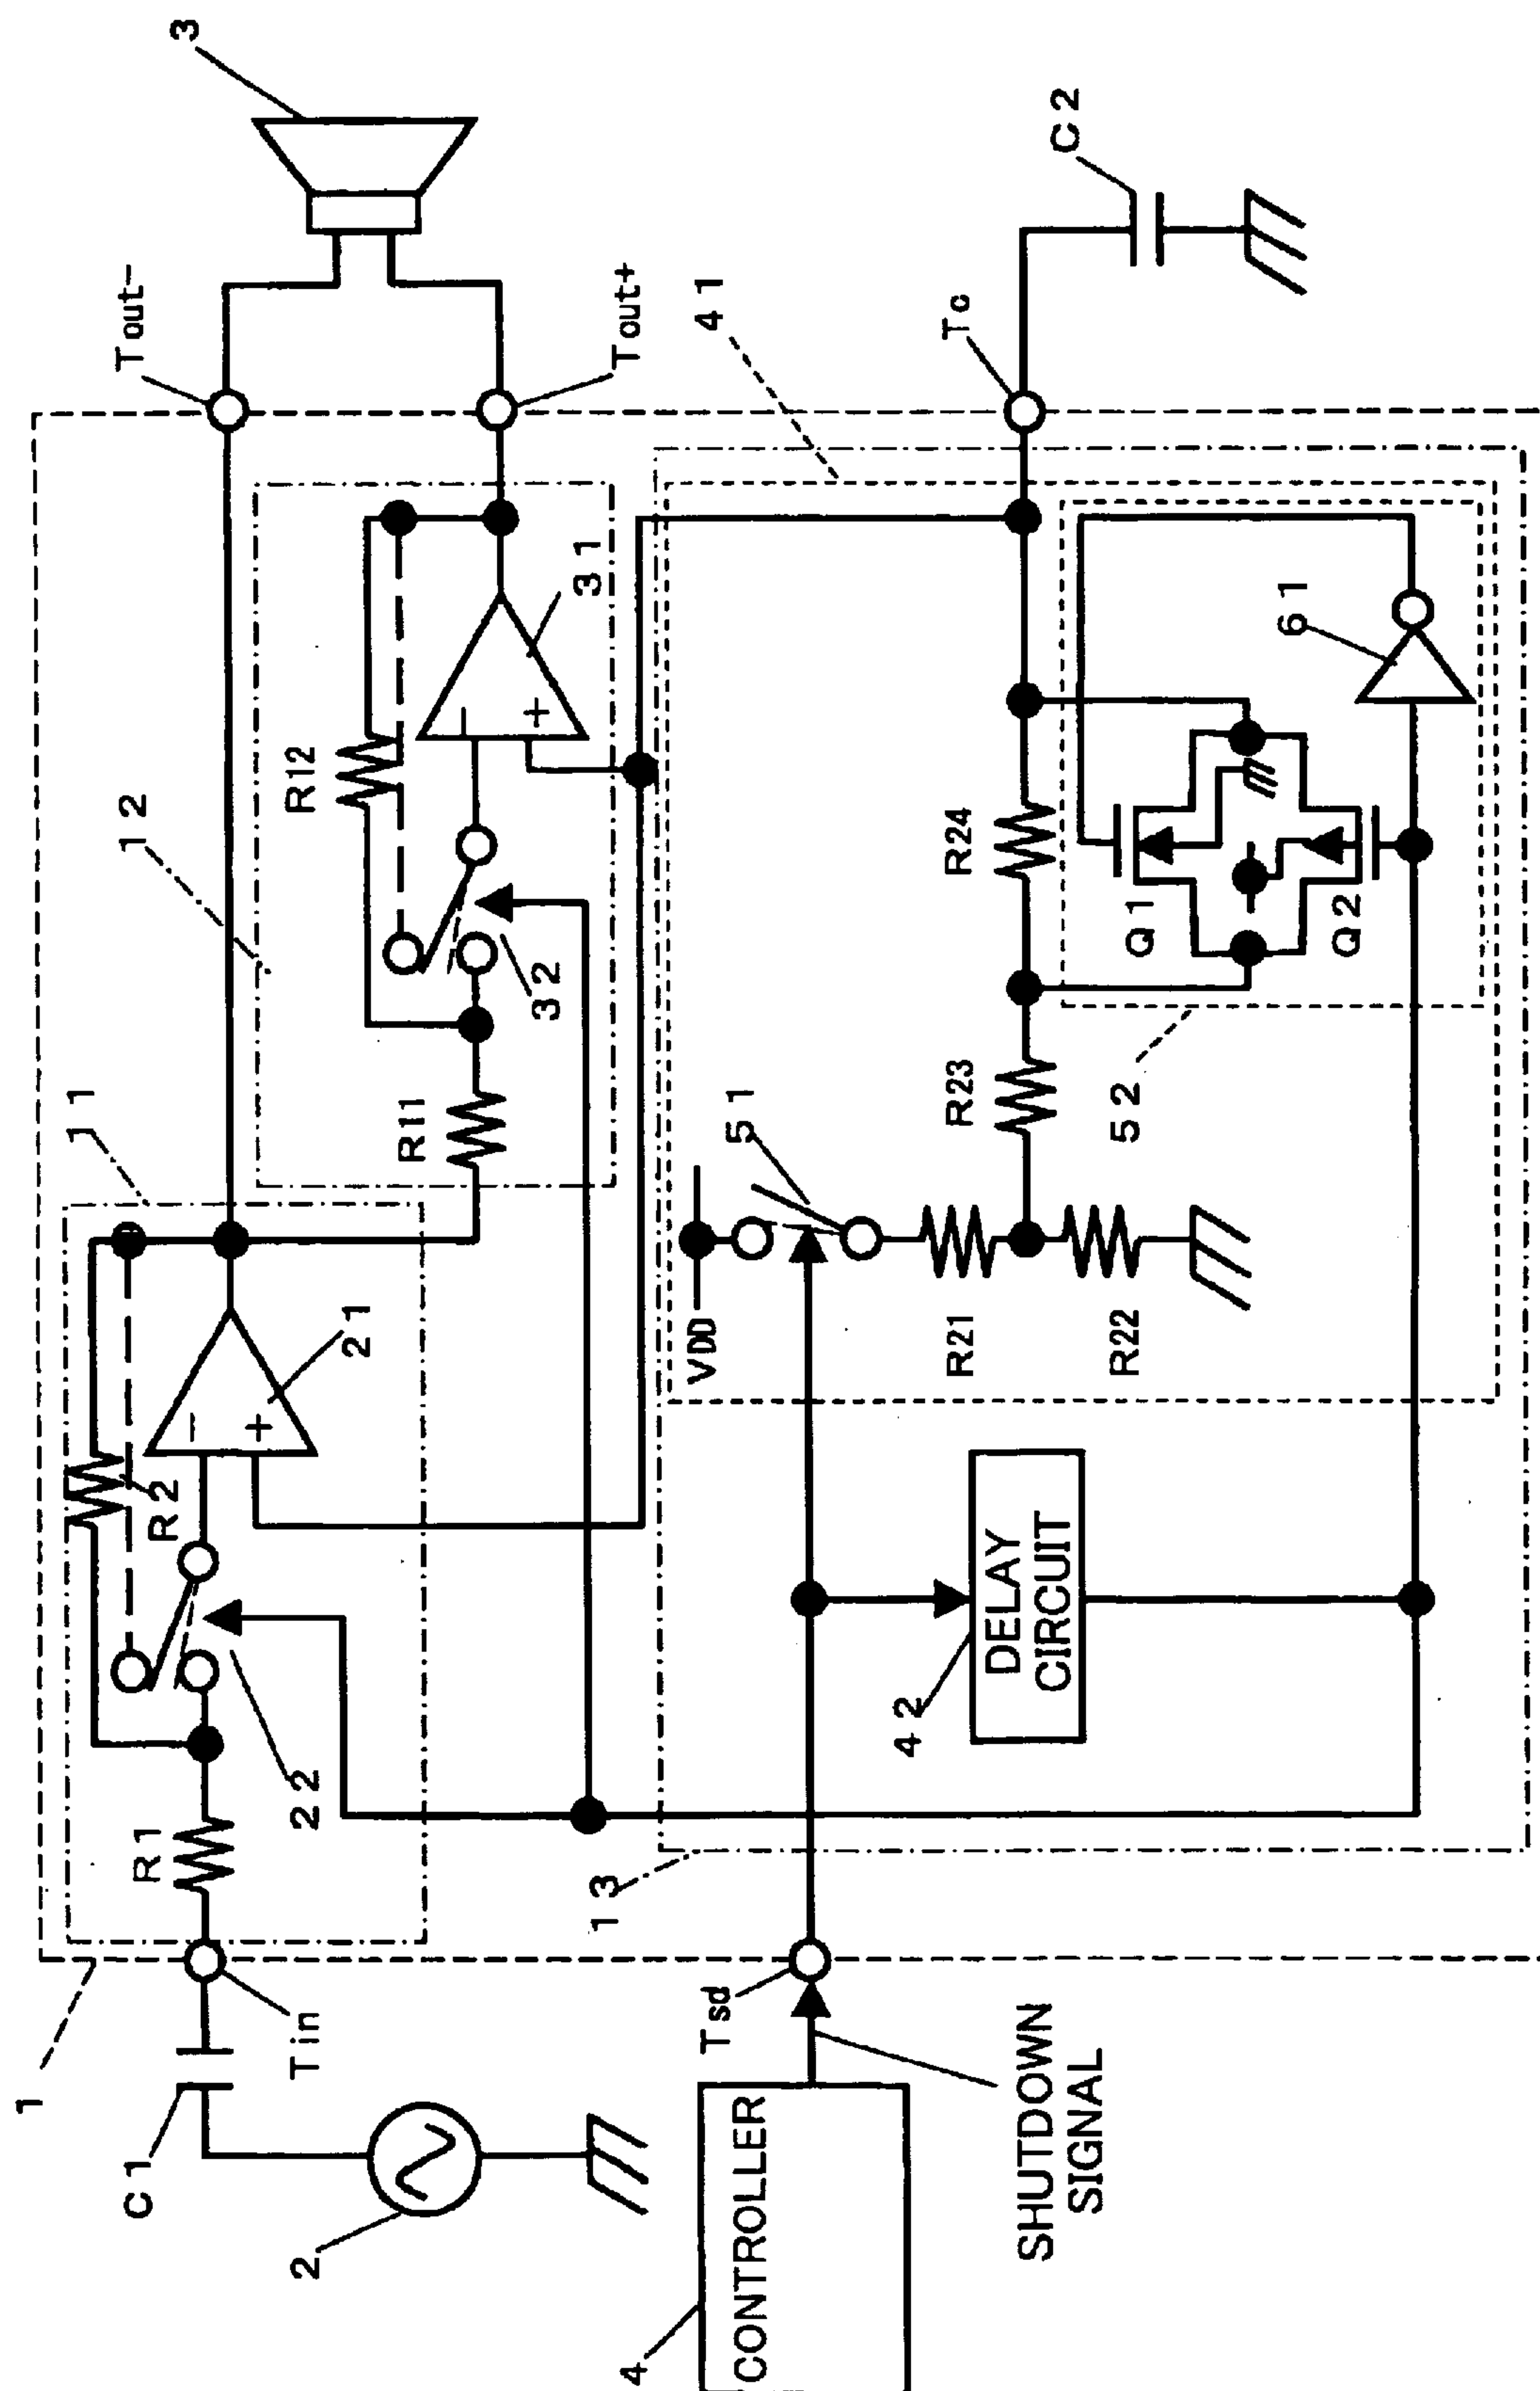 1
C1
Tin
2
R1
22
R2
21
11
12
R11
32
R12
31
Tout-
Tout+
3
4
CONTROLLER
Tsd
SHUTDOWN
SIGNAL
13
42
DELAY
CIRCUIT
VDD
51
R21
R22
R23
R24
52
Q1
Q2
61
41
Tc
C2
−
+
−
+